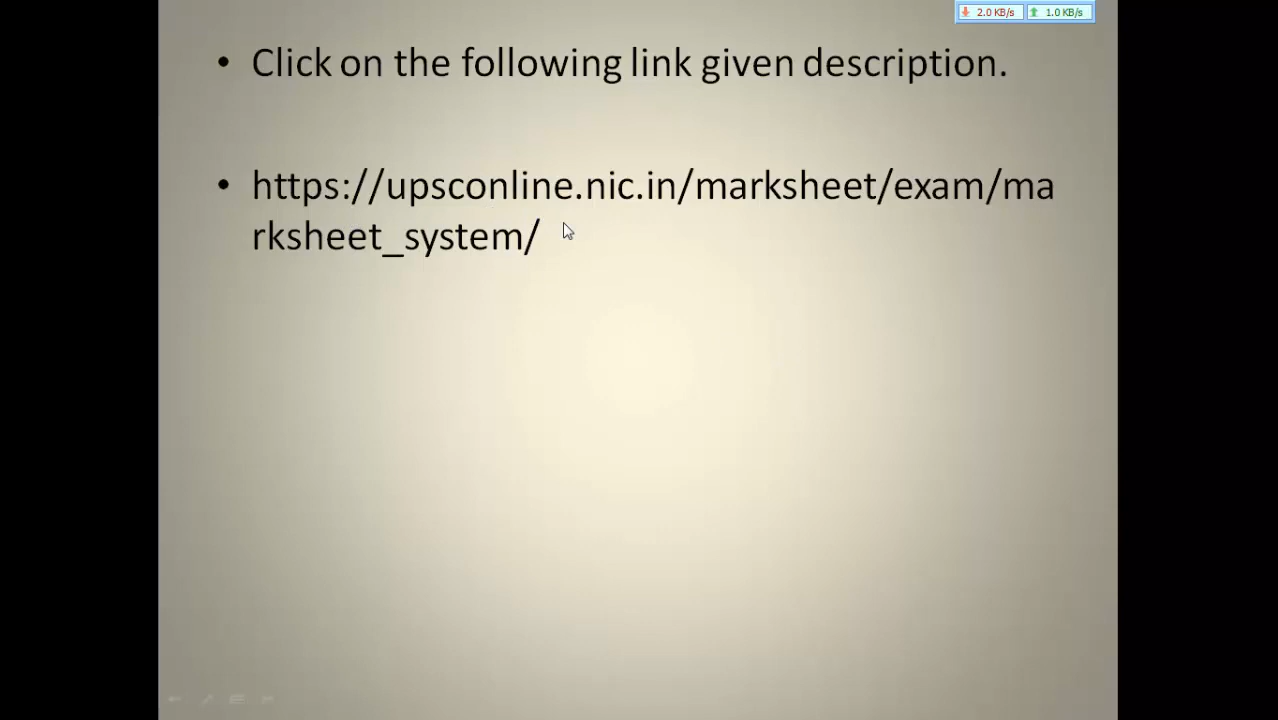 2.0 KB/s 1.0 KB/s
• Click on the following link given description.
• https://upsconline.nic.in/marksheet/exam/ma
rksheet_system/